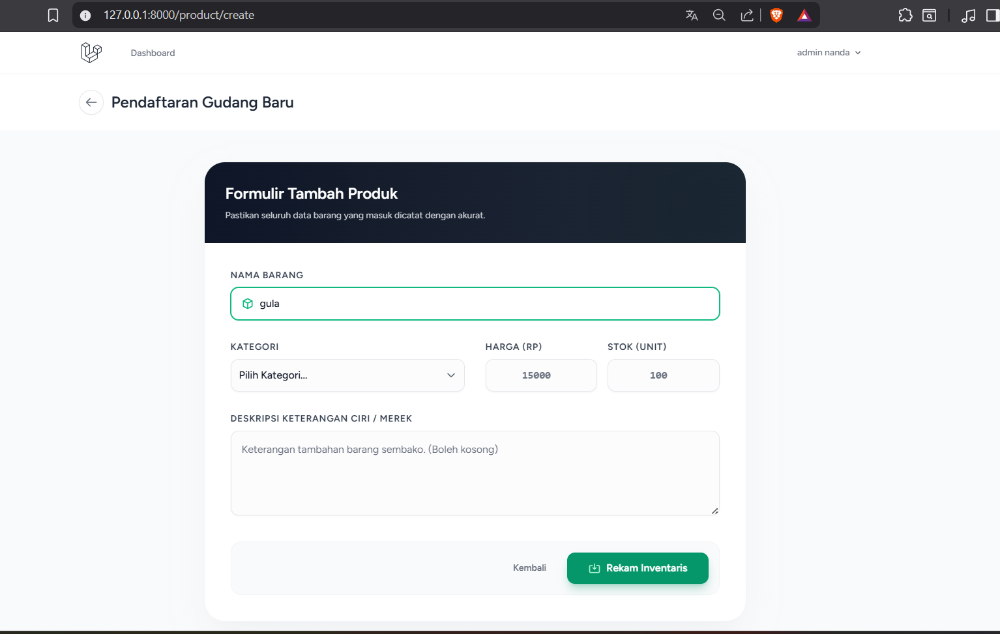 127.0.0.1:8000/product/create
Dashboard
admin nanda
Pendaftaran Gudang Baru
Formulir Tambah Produk
Pastikan seluruh data barang yang masuk dicatat dengan akurat.
NAMA BARANG
gula
KATEGORI
HARGA (RP)
STOK (UNIT)
Pilih Kategori...
15000
100
DESKRIPSI KETERANGAN CIRI / MEREK
Keterangan tambahan barang sembako. (Boleh kosong)
Kembali
Rekam Inventaris